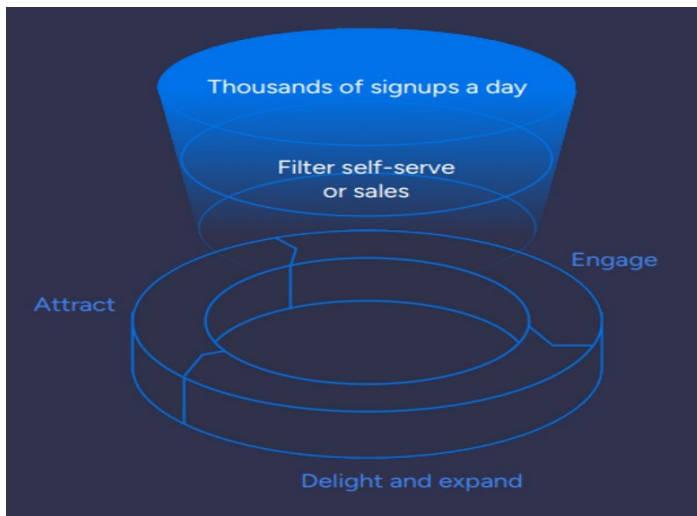 Thousands of signups a day
Filter self-serve
or sales
Engage
Attract
Delight and expand